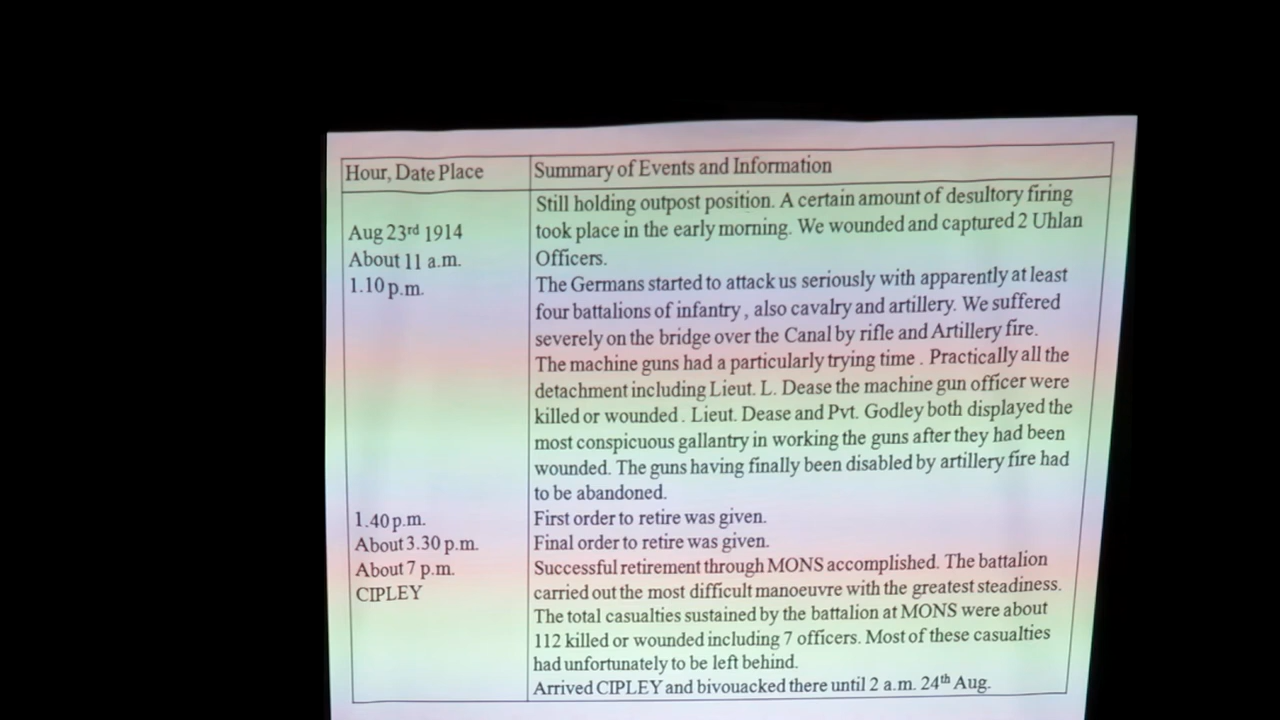 Hour, Date Place
Summary of Events and Information
Still holding outpost position. A certain amount of desultory firing
Aug 23rd 1914
took place in the early morning. We wounded and captured 2 Uhlan
About 11 a.m.
Officers.
1.10 p.m.
The Germans started to attack us seriously with apparently at least
four battalions of infantry , also cavalry and artillery. We suffered
severely on the bridge over the Canal by rifle and Artillery fire.
The machine guns had a particularly trying time . Practically all the
detachment including Lieut. L. Dease the machine gun officer were
killed or wounded . Lieut. Dease and Pvt. Godley both displayed the
most conspicuous gallantry in working the guns after they had been
wounded. The guns having finally been disabled by artillery fire had
to be abandoned.
1.40 p.m.
First order to retire was given.
About 3.30 p.m.
Final order to retire was given.
About 7 p.m.
Successful retirement through MONS accomplished. The battalion
CIPLEY
carried out the most difficult manoeuvre with the greatest steadiness.
The total casualties sustained by the battalion at MONS were about
112 killed or wounded including 7 officers. Most of these casualties
had unfortunately to be left behind.
Arrived CIPLEY and bivouacked there until 2 a.m. 24th Aug.